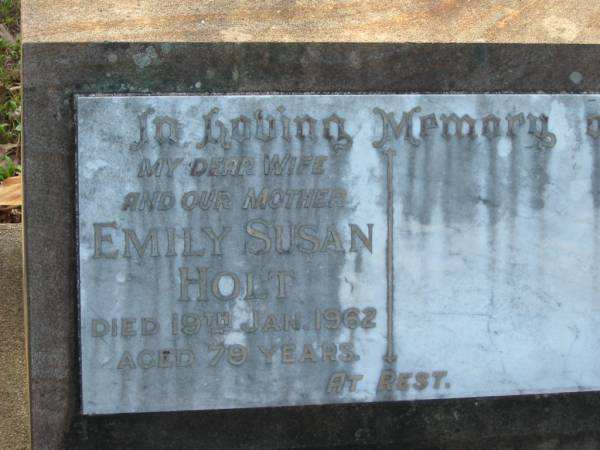 In Loving Memory o
MY DEAR WIFE
AND OUR MOTHER
EMILY SUSAN
HOLT
DIED 19TH JAN. 1962
AGED 79 YEARS.
AT REST.